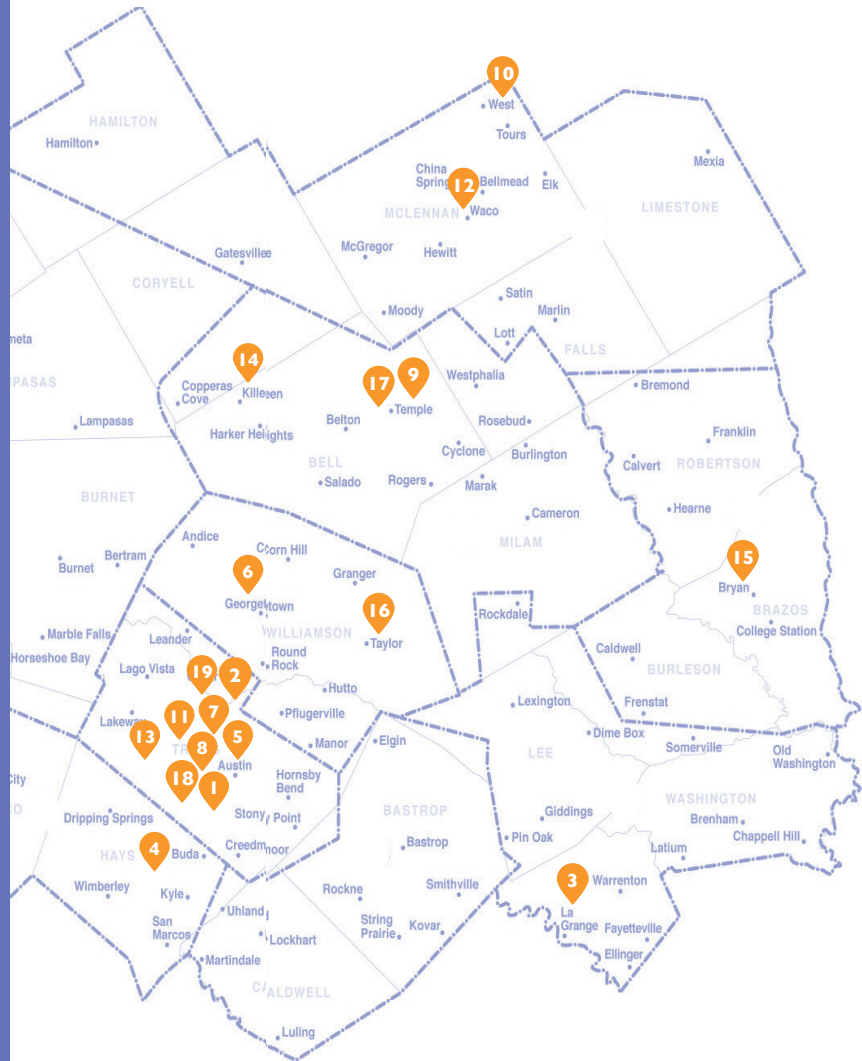 10
West
HAMILTON
Tours
Hamilton
Mexia
China
Spring
Bellmead
Elk
12
LIMESTONE
MCLENNAN
Waco
McGregor
Hewitt
Gatesville
CORYELL
Satin
Moody
Marlin
meta
Lott
FALLS
14
17
9
Westphalia
PASAS
Copperas
Cove
Killeen
Bremond
Temple
Lampasas
Belton
Rosebud
Franklin
Harker Heights
Cyclone
Burlington
BELL
Calvert
ROBERTSON
Salado
Rogers
Marak
BURNET
Hearne
Cameron
Andice
MILAM
Corn Hill
Bertram
Burnet
Granger
15
6
Bryan
Georgetown
16
Rockdale
BRAZOS
WILLIAMSON
College Station
Marble Falls
Leander
Taylor
Caldwell
Horseshoe Bay
Round
Rock
Lago Vista
BURLESON
19
2
Hutto
Lexington
Frenstat
Lakeway
11
7
Pflugerville
13
5
Manor
Elgin
Dime Box
LEE
Somerville
Old
Washington
8
TR
Austin
City
Hornsby
Bend
18
1
WASHINGTON
CO
Dripping Springs
Stony Point
BASTROP
Giddings
Brenham
Pin Oak
Chappell Hill
4
HAYS
Buda
Creedmoor
Bastrop
Latium
3
Warrenton
Wimberley
Kyle
Rockne
Smithville
Uhland
La
Grange
San
Marcos
String
Prairie
Kovar
Fayetteville
Lockhart
Ellinger
Martindale
CALDWELL
Luling